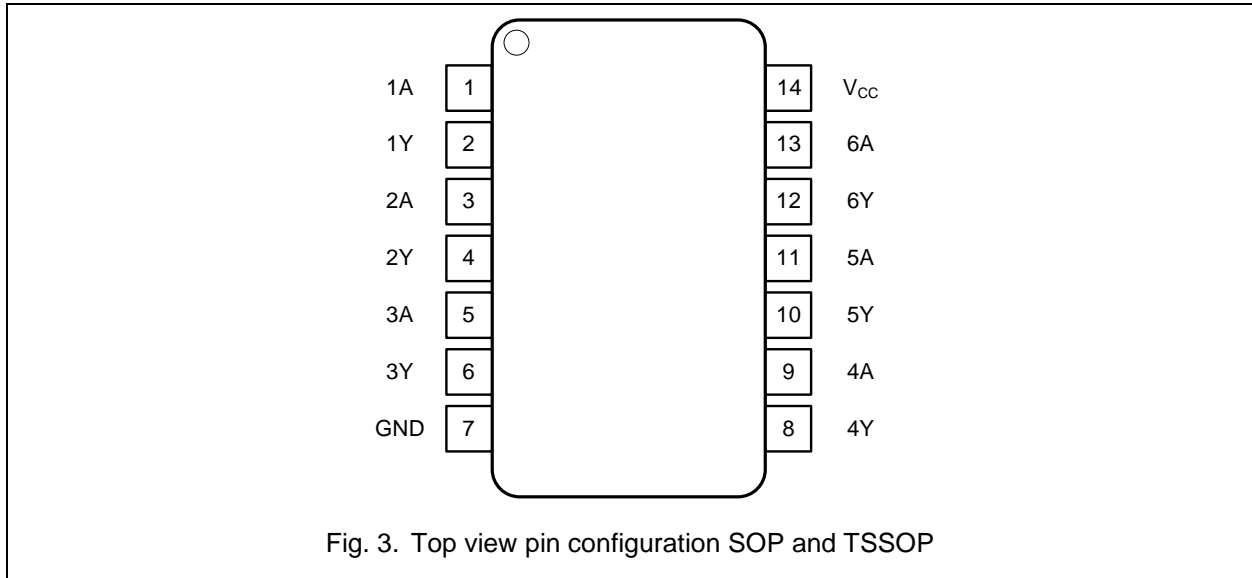 1A 1 14 VCC
1Y 2 13 6A
2A 3 12 6Y
2Y 4 11 5A
3A 5 10 5Y
3Y 6 9 4A
GND 7 8 4Y
Fig. 3. Top view pin configuration SOP and TSSOP